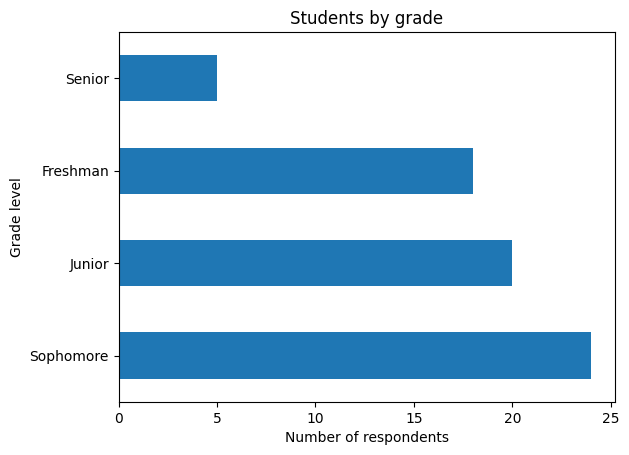 Students by grade
Grade level
Senior
Freshman
Junior
Sophomore
0 5 10 15 20 25
Number of respondents